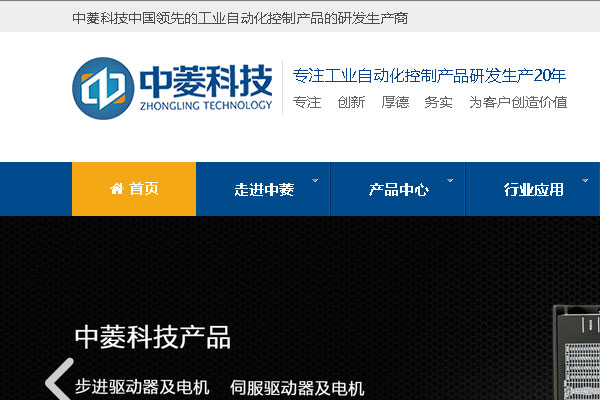 中菱科技中国领先的工业自动化控制产品的研发生产商
中菱科技
ZHONGLING TECHNOLOGY
专注工业自动化控制产品研发生产20年
专注 创新 厚德 务实 为客户创造价值
首页 走进中菱 产品中心 行业应用
中菱科技产品
步进驱动器及电机 伺服驱动器及电机